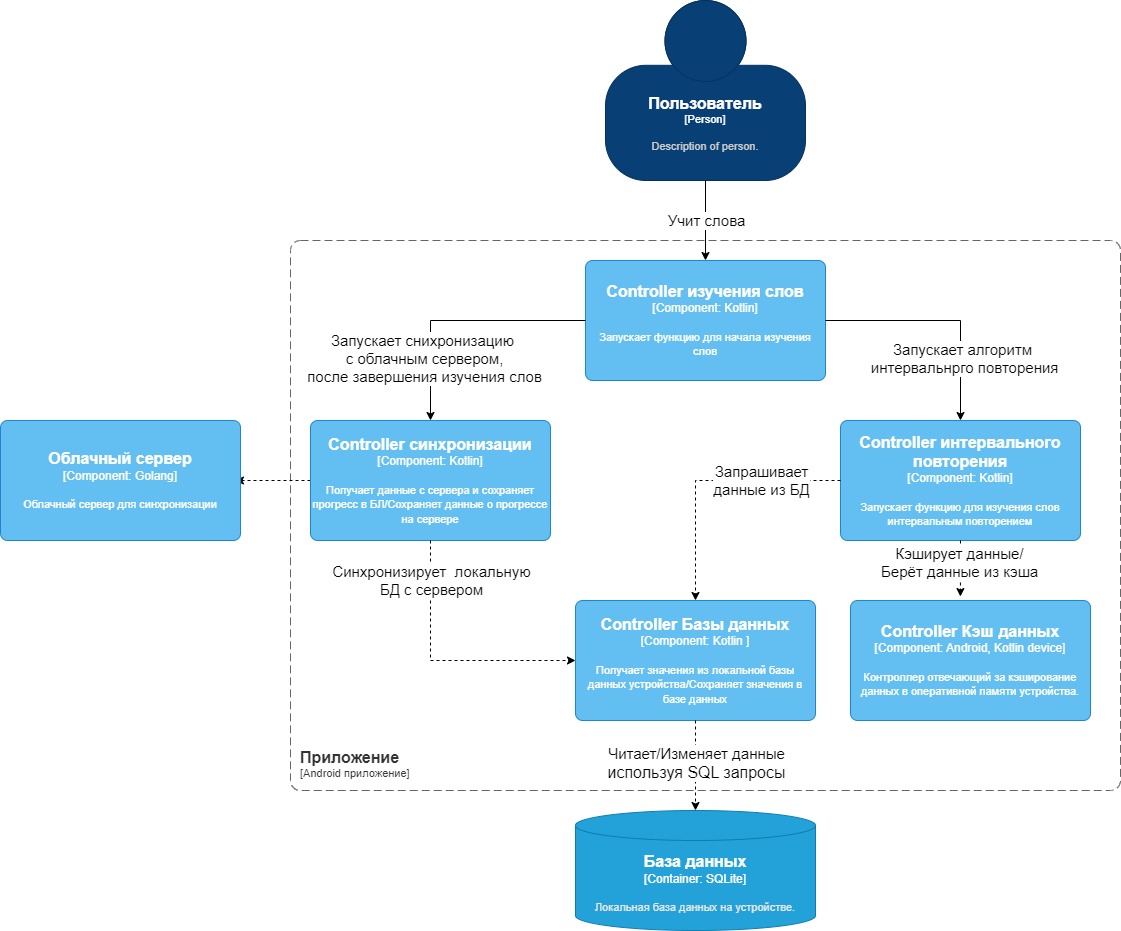 Пользователь
[Person]
Description of person.
Учит слова
Controller изучения слов
[Component: Kotlin]
Запускает функцию для начала изучения
слов
Запускает снихронизацию
с облачным сервером,
после завершения изучения слов
Запускает алгоритм
интервальнрго повторения
Облачный сервер
[Component: Golang]
Облачный сервер для синхронизации
Controller синхронизации
[Component: Kotlin]
Получает данные с сервера и сохраняет
прогресс в БЛ/Сохраняет данные о прогрессе
на сервере
Запрашивает
данные из БД
Controller интервального
повторения
[Component: Kotlin]
Запускает функцию для изучения слов
интервальным повторением
Синхронизирует локальную
БД с сервером
Кэширует данные/
Берёт данные из кэша
Controller Базы данных
[Component: Kotlin ]
Получает значения из локальной базы
данных устройства/Сохраняет значения в
базе данных
Controller Кэш данных
[Component: Android, Kotlin device]
Контроллер отвечающий за кэширование
данных в оперативной памяти устройства.
Приложение
[Android приложение]
Читает/Изменяет данные
используя SQL запросы
База данных
[Container: SQLite]
Локальная база данных на устройстве.